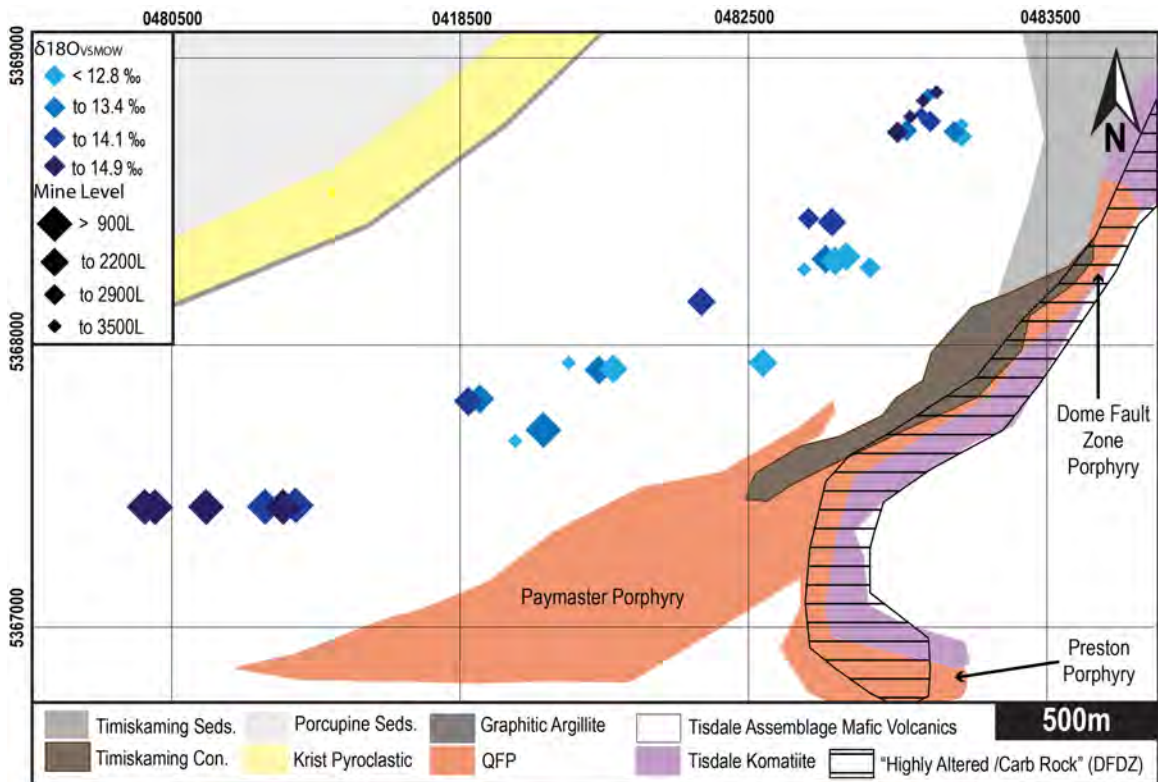 0480500 0418500 0482500 0483500
5369000
5368000
5367000
δ18OVSMOW
< 12.8 ‰
to 13.4 ‰
to 14.1 ‰
to 14.9 ‰
Mine Level
> 900L
to 2200L
to 2900L
to 3500L
N
Dome Fault
Zone
Porphyry
Paymaster Porphyry
Preston
Porphyry
500m
Timiskaming Seds. Porcupine Seds. Graphitic Argillite Tisdale Assemblage Mafic Volcanics
Timiskaming Con. Krist Pyroclastic QFP Tisdale Komatiite "Highly Altered /Carb Rock" (DFDZ)